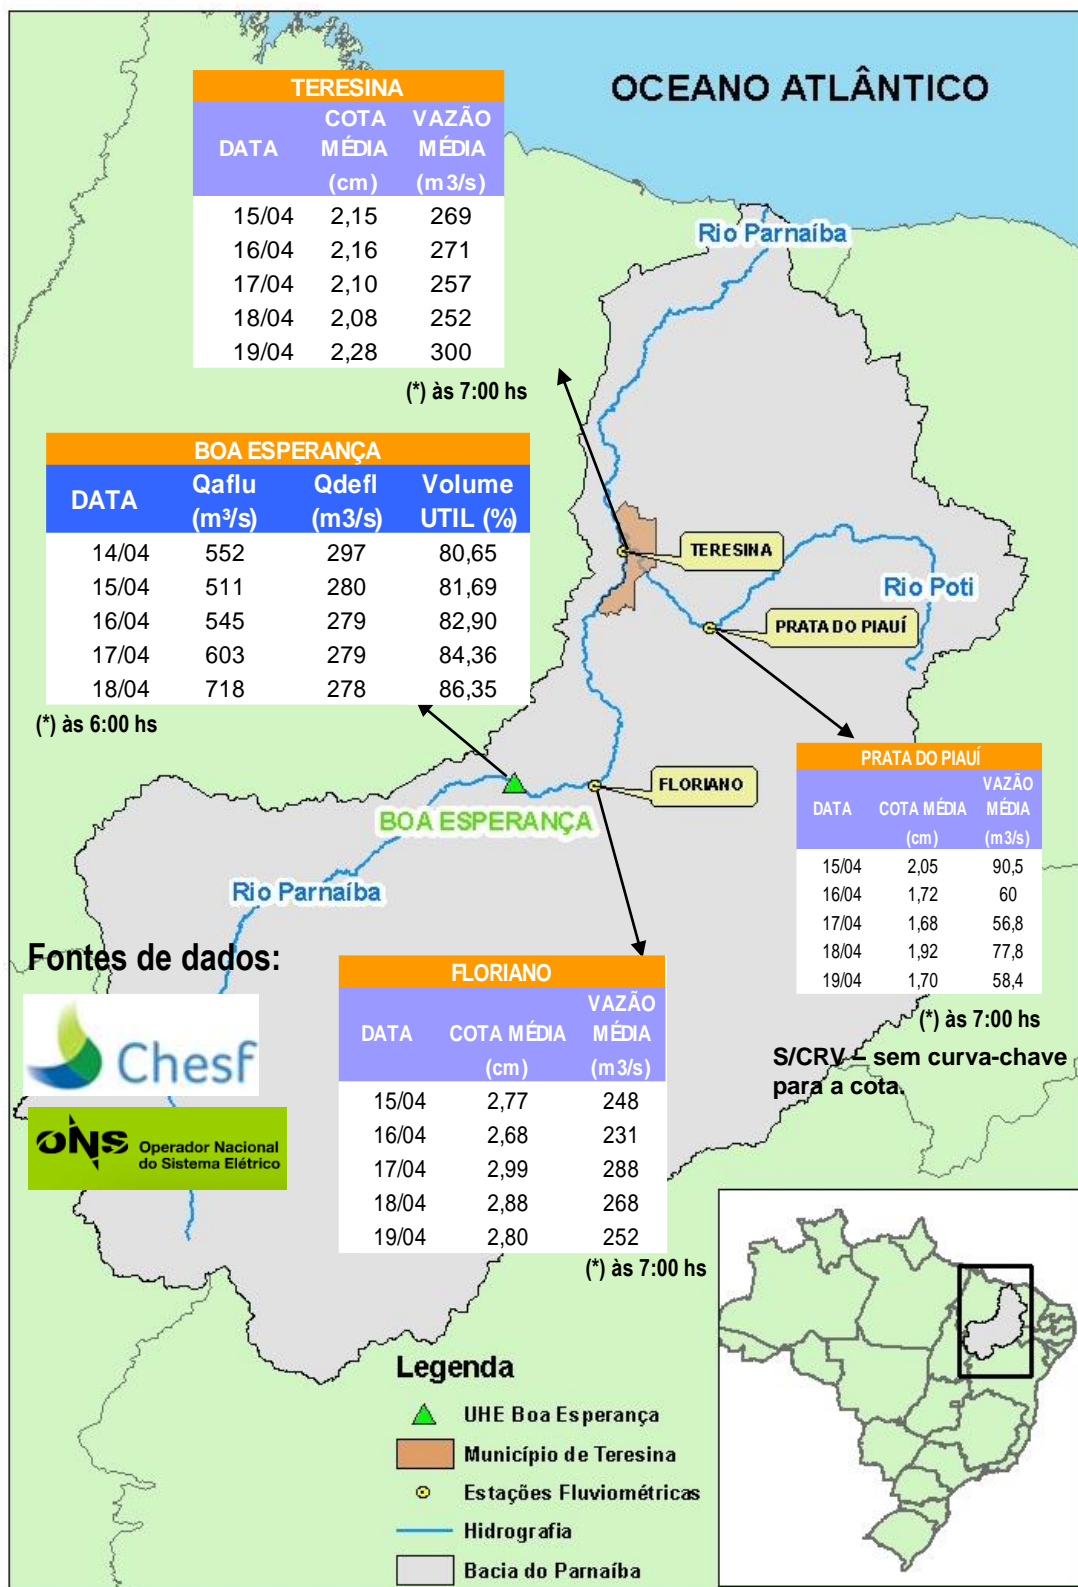 OCEANO ATLÂNTICO
TERESINA
DATA COTA MÉDIA (cm) VAZÃO MÉDIA (m3/s)
15/04 2,15 269
16/04 2,16 271
17/04 2,10 257
18/04 2,08 252
19/04 2,28 300
(*) às 7:00 hs
Rio Parnaíba
BOA ESPERANÇA
DATA Qaflu (m³/s) Qdefl (m3/s) Volume UTIL (%)
14/04 552 297 80,65
15/04 511 280 81,69
16/04 545 279 82,90
17/04 603 279 84,36
18/04 718 278 86,35
(*) às 6:00 hs
TERESINA
Rio Poti
PRATA DO PIAUÍ
FLORIANO
BOA ESPERANÇA
Rio Parnaíba
PRATA DO PIAUÍ
DATA COTA MÉDIA (cm) VAZÃO MÉDIA (m3/s)
15/04 2,05 90,5
16/04 1,72 60
17/04 1,68 56,8
18/04 1,92 77,8
19/04 1,70 58,4
(*) às 7:00 hs
S/CRV – sem curva-chave
para a cota.
Fontes de dados:
Chesf
ONS Operador Nacional
do Sistema Elétrico
FLORIANO
DATA COTA MÉDIA (cm) VAZÃO MÉDIA (m3/s)
15/04 2,77 248
16/04 2,68 231
17/04 2,99 288
18/04 2,88 268
19/04 2,80 252
(*) às 7:00 hs
Legenda
UHE Boa Esperança
Município de Teresina
Estações Fluviométricas
Hidrografia
Bacia do Parnaíba